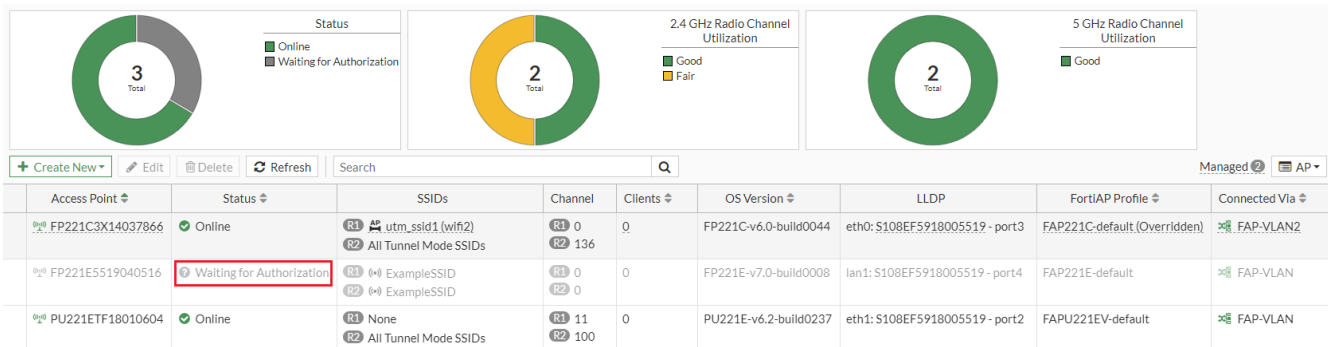 Status
Online
Waiting for Authorization
3
Total
2.4 GHz Radio Channel
Utilization
Good
Fair
2
Total
5 GHz Radio Channel
Utilization
Good
2
Total
+ Create New Edit Delete Refresh Search Managed 2 AP
Access Point Status SSIDs Channel Clients OS Version LLDP FortiAP Profile Connected Via
FP221C3X14037866 Online R1 AP utm_ssid1 (wifi2) R1 0 0 FP221C-v6.0-build0044 eth0: S108EF5918005519 - port3 FAP221C-default (Overridden) FAP-VLAN2
R2 All Tunnel Mode SSIDs R2 136
FP221E5519040516 Waiting for Authorization R1 ExampleSSID R1 0 0 FP221E-v7.0-build0008 lan1: S108EF5918005519 - port4 FAP221E-default FAP-VLAN
R2 ExampleSSID R2 0
PU221ETF18010604 Online R1 None R1 11 0 PU221E-v6.2-build0237 eth1: S108EF5918005519 - port2 FAPU221EV-default FAP-VLAN
R2 All Tunnel Mode SSIDs R2 100